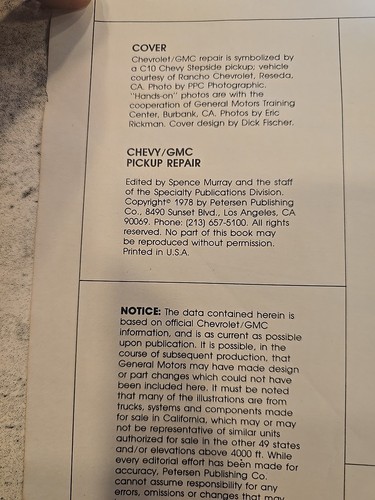 COVER
Chevrolet/GMC repair is symbolized by
a C10 Chevy Stepside pickup; vehicle
courtesy of Rancho Chevrolet, Reseda,
CA. Photo by PPC Photographic.
"Hands-on" photos are with the
cooperation of General Motors Training
Center, Burbank, CA. Photos by Eric
Rickman. Cover design by Dick Fischer.
CHEVY/GMC
PICKUP REPAIR
Edited by Spence Murray and the staff
of the Specialty Publications Division.
Copyright© 1978 by Petersen Publishing
Co., 8490 Sunset Blvd., Los Angeles, CA
90069. Phone: (213) 657-5100. All rights
reserved. No part of this book may
be reproduced without permission.
Printed in U.S.A.
NOTICE: The data contained herein is
based on official Chevrolet/GMC
information, and is as current as possible
upon publication. It is possible, in the
course of subsequent production, that
General Motors may have made design
or part changes which could not have
been included here. It must be noted
that many of the illustrations are from
trucks, systems and components made
for sale in California, which may or may
not be representative of similar units
authorized for sale in the other 49 states
and/or elevations above 4000 ft. While
every editorial effort has been made for
accuracy, Petersen Publishing Co.
cannot assume responsibility for any
errors, omissions or changes that may